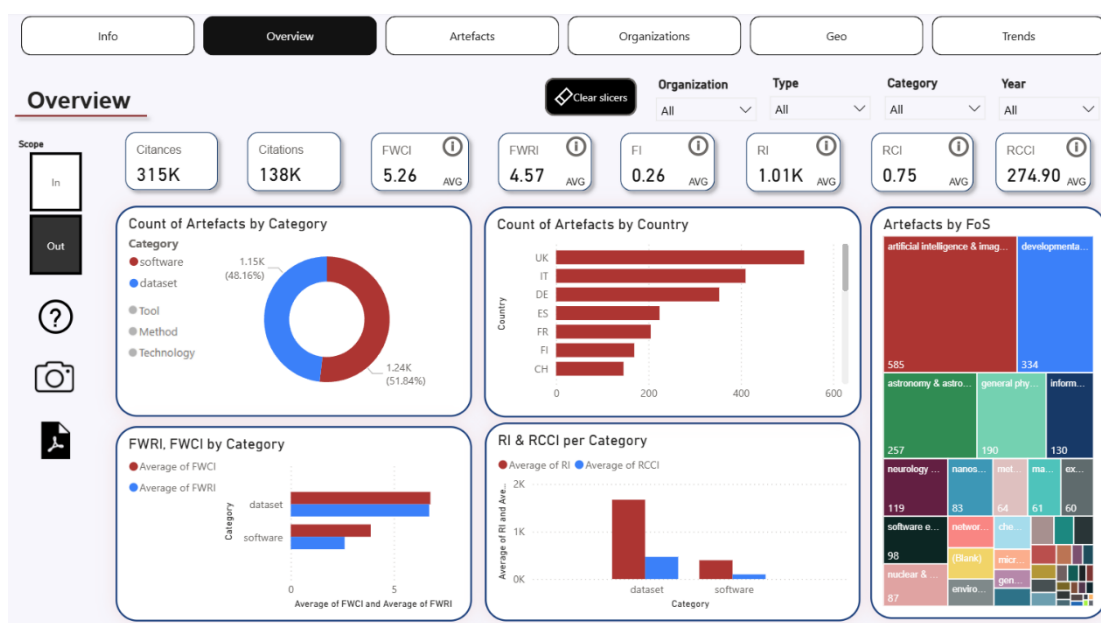 Info
Overview
Artefacts
Organizations
Geo
Trends
Overview
Clear slicers
Organization
All
Type
All
Category
All
Year
All
Scope
In
Out
Citances
315K
Citations
138K
FWCI
5.26 AVG
FWRI
4.57 AVG
FI
0.26 AVG
RI
1.01K AVG
RCI
0.75 AVG
RCCI
274.90 AVG
Count of Artefacts by Category
Category
software
dataset
Tool
Method
Technology
1.15K
(48.16%)
1.24K
(51.84%)
Count of Artefacts by Country
Country
UK
IT
DE
ES
FR
FI
CH
0 200 400 600
Artefacts by FoS
artificial intelligence & imag...
585
developmenta...
334
astronomy & astro...
257
general phy...
190
inform...
130
neurology ...
119
nanos...
83
met...
64
ma...
61
ex...
60
software e...
98
networ...
che...
(Blank)
micr...
nuclear & ...
87
enviro...
gen...
FWRI, FWCI by Category
Average of FWCI
Average of FWRI
Category
dataset
software
0 5
Average of FWCI and Average of FWRI
RI & RCCI per Category
Average of RI Average of RCCI
Average of RI and Ave...
2K
1K
0K
dataset software
Category